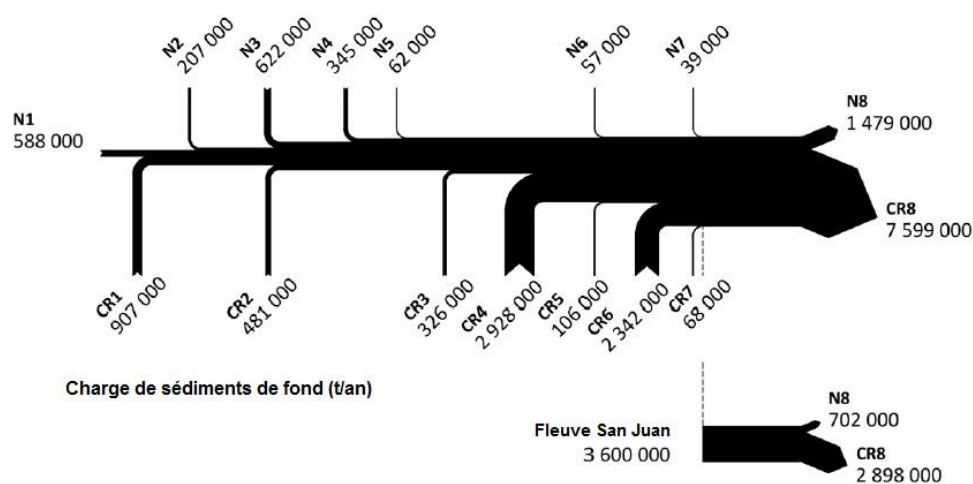 N2
207 000
N3
622 000
N4
345 000
N5
62 000
N6
57 000
N7
39 000
N1
588 000
N8
1 479 000
CR8
7 599 000
CR1
907 000
CR2
481 000
CR3
326 000
CR4
2 928 000
CR5
106 000
CR6
2 342 000
CR7
68 000
Charge de sédiments de fond (t/an)
Fleuve San Juan
3 600 000
N8
702 000
CR8
2 898 000